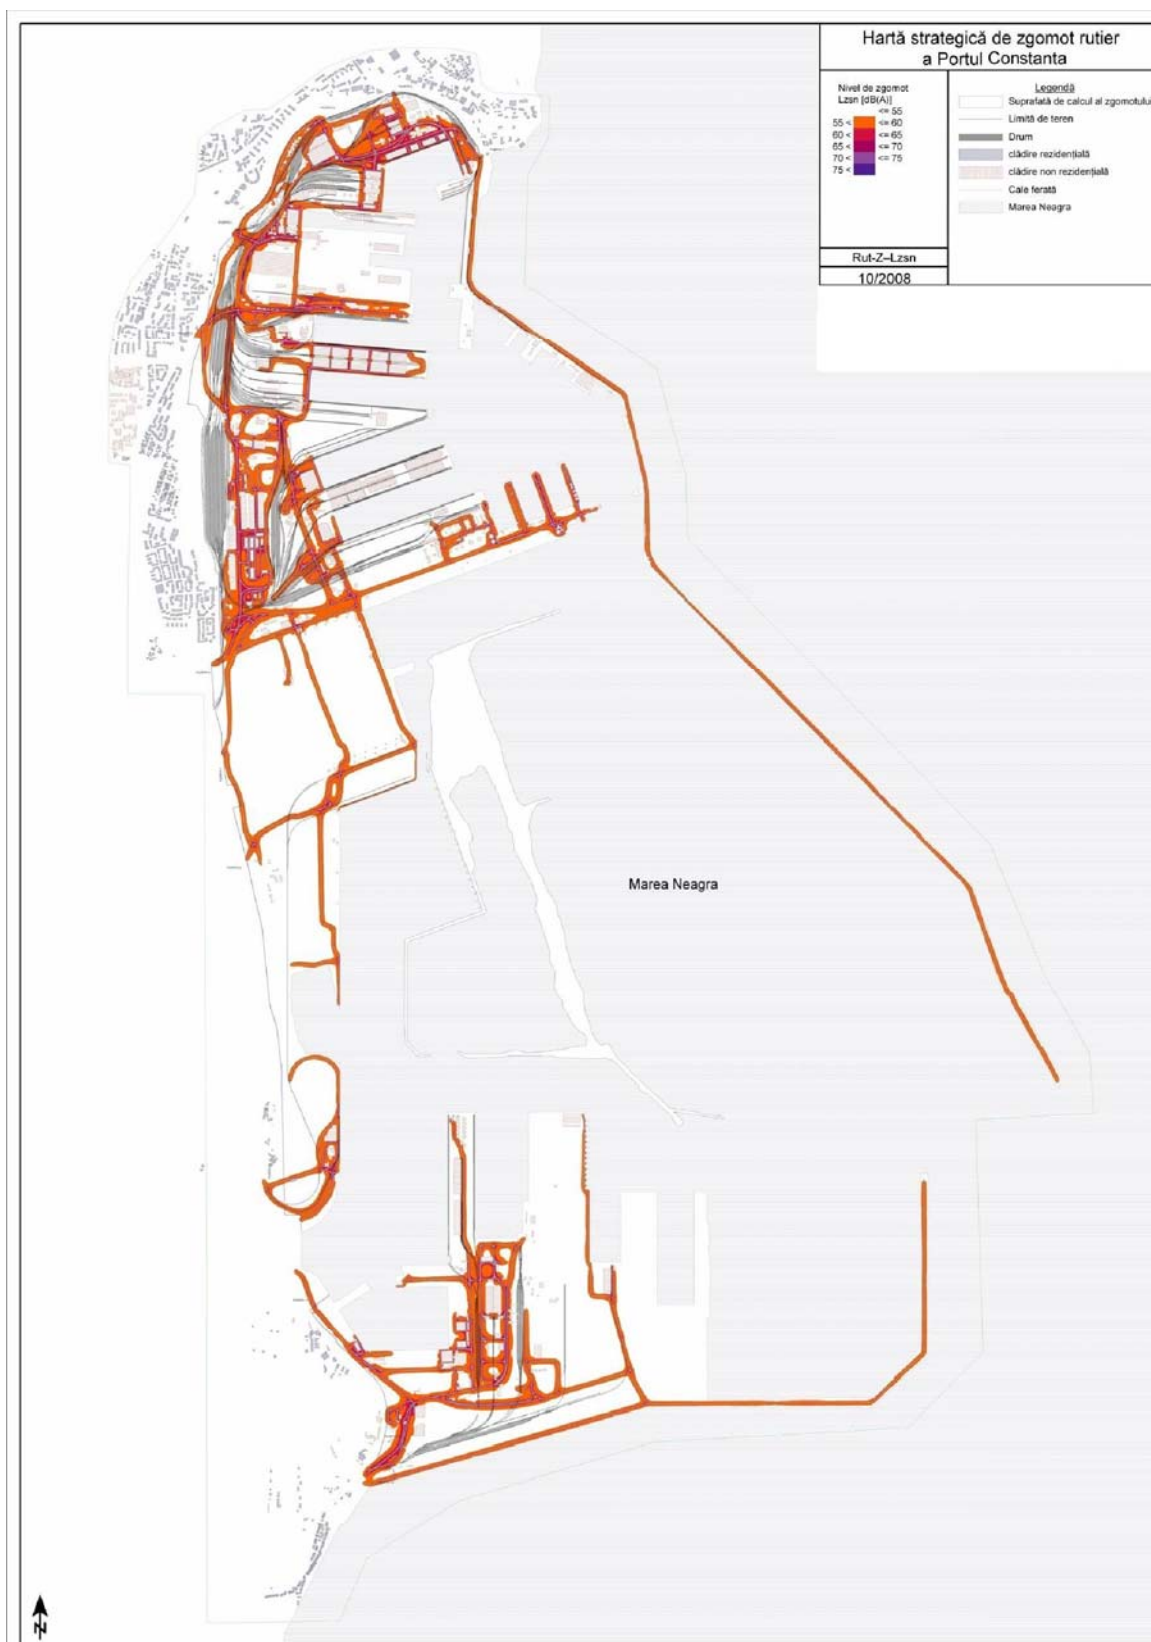 Hartă strategică de zgomot rutier
a Portul Constanta
Nivel de zgomot
Lzsn [dB(A)]
<= 55
55 < <= 60
60 < <= 65
65 < <= 70
70 < <= 75
75 <
Legendă
Suprafată de calcul al zgomotului
Limită de teren
Drum
clădire rezidențială
clădire non rezidențială
Cale ferată
Marea Neagra
Rut-Z–Lzsn
10/2008
Marea Neagra
N